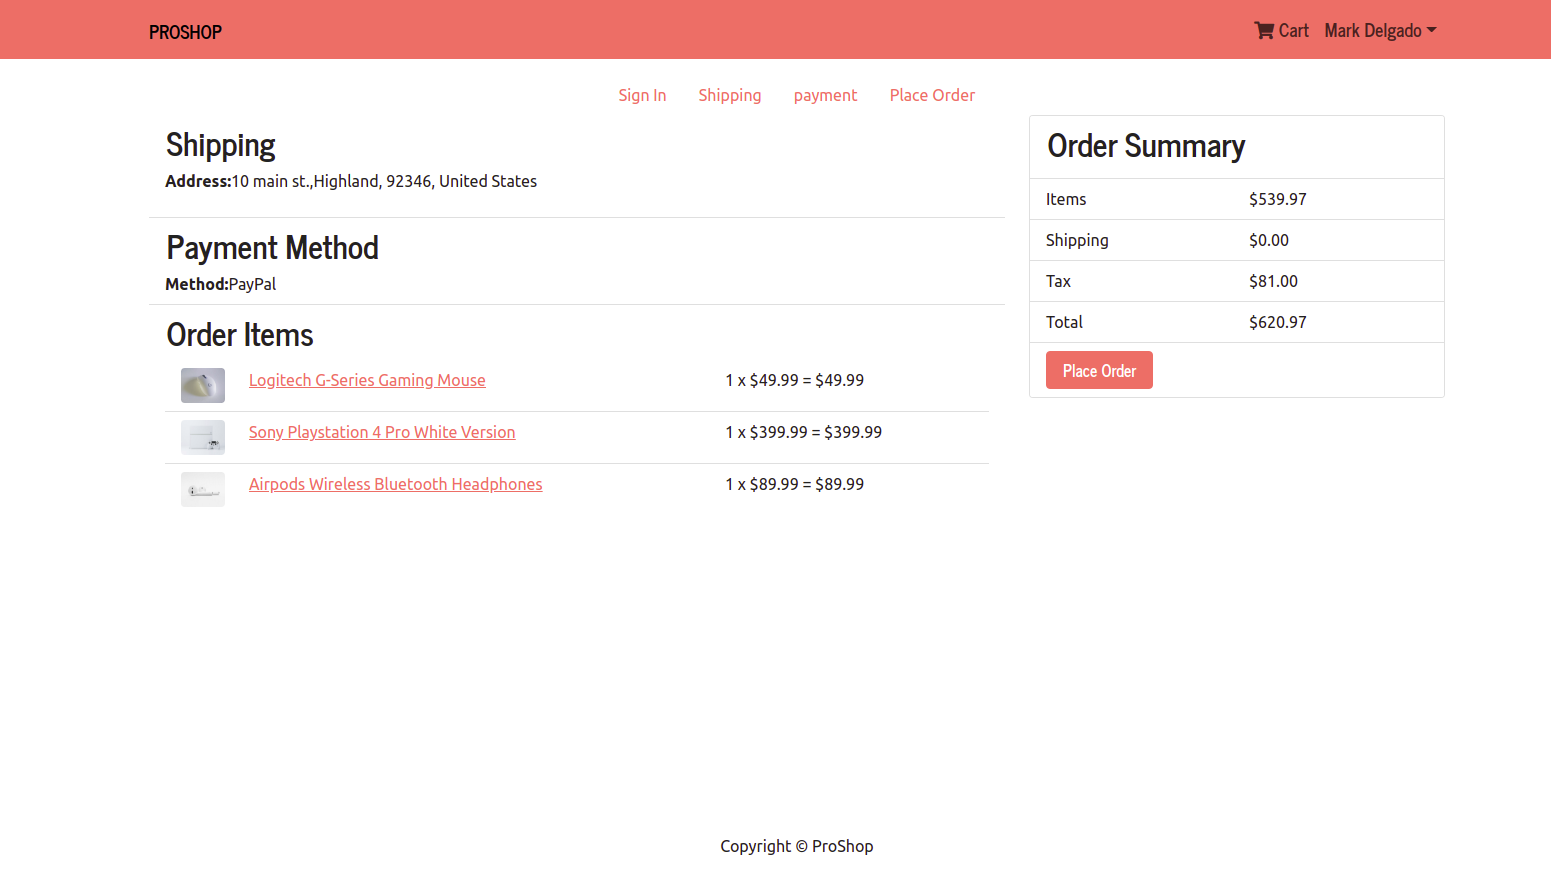 PROSHOP
Cart
Mark Delgado
Sign In
Shipping
payment
Place Order
Shipping
Address:10 main st.,Highland, 92346, United States
Payment Method
Method:PayPal
Order Items
Logitech G-Series Gaming Mouse 1 x $49.99 = $49.99
Sony Playstation 4 Pro White Version 1 x $399.99 = $399.99
Airpods Wireless Bluetooth Headphones 1 x $89.99 = $89.99
Order Summary
Items $539.97
Shipping $0.00
Tax $81.00
Total $620.97
Place Order
Copyright © ProShop